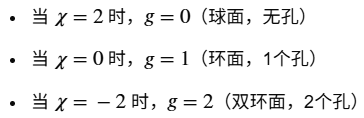 • 当 χ = 2 时，g = 0（球面，无孔）
• 当 χ = 0 时，g = 1（环面，1个孔）
• 当 χ = − 2 时，g = 2（双环面，2个孔）